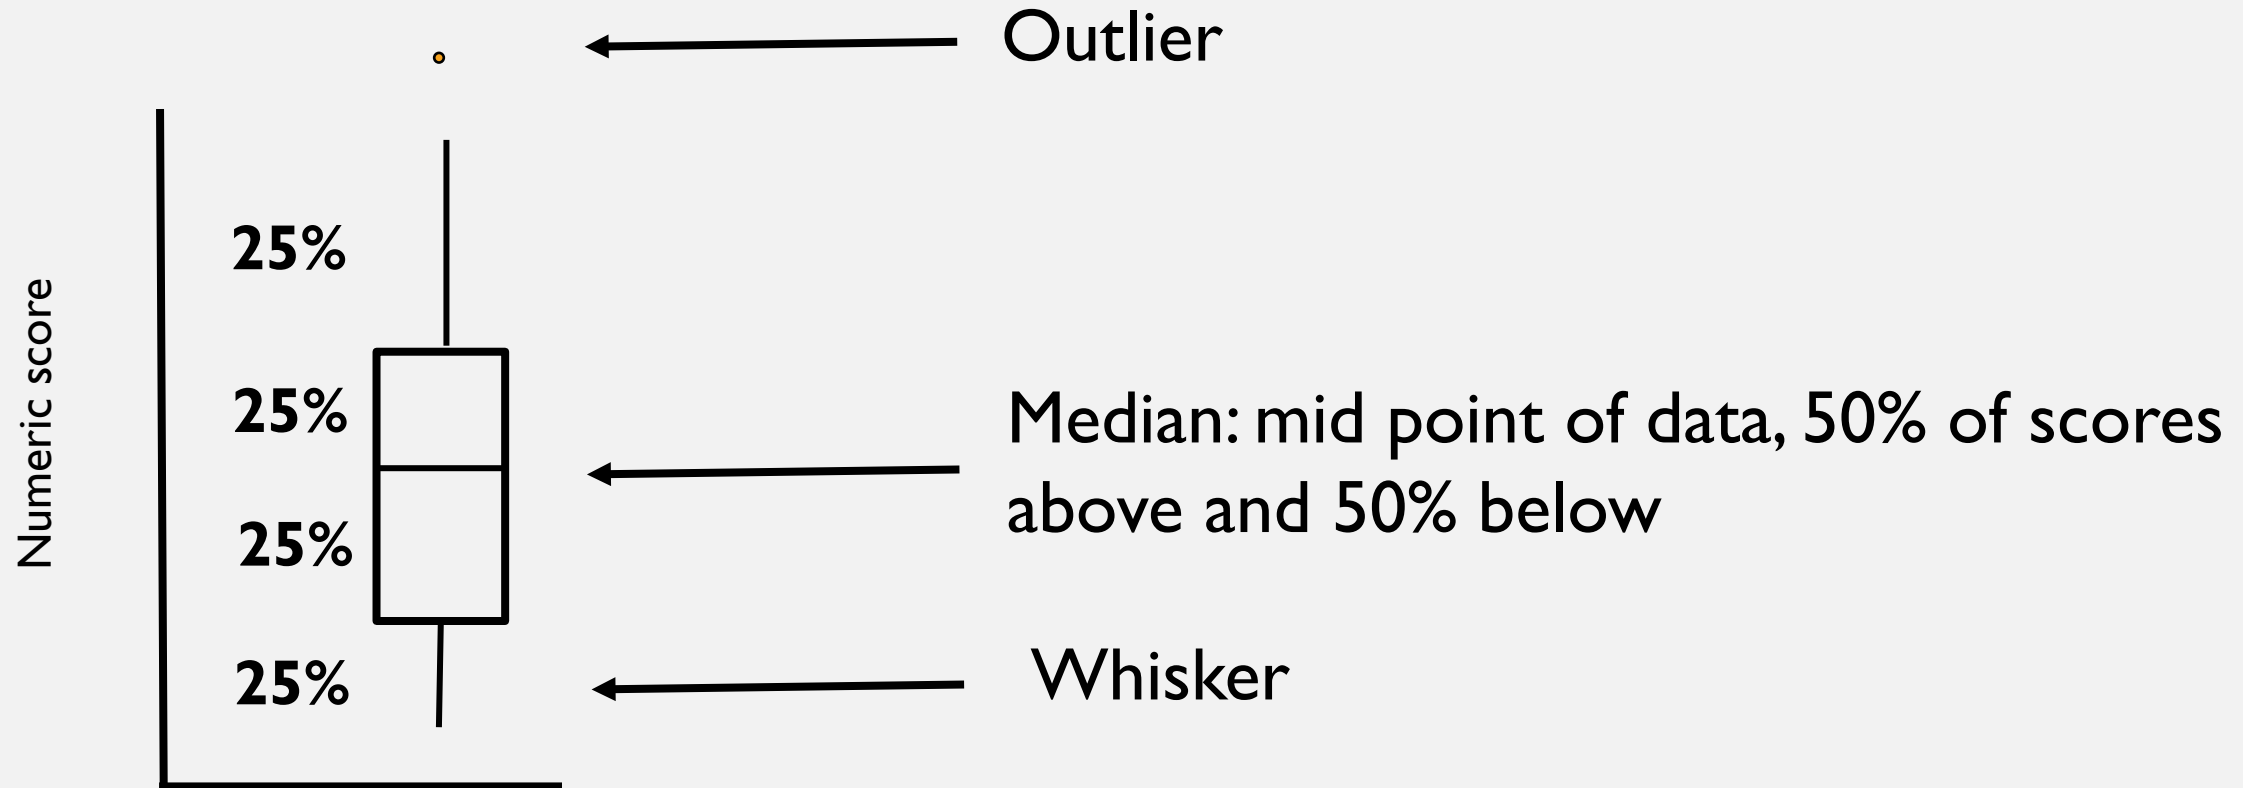 Outlier
25%
Numeric score
25%
Median: mid point of data, 50% of scores
above and 50% below
25%
Whisker
25%